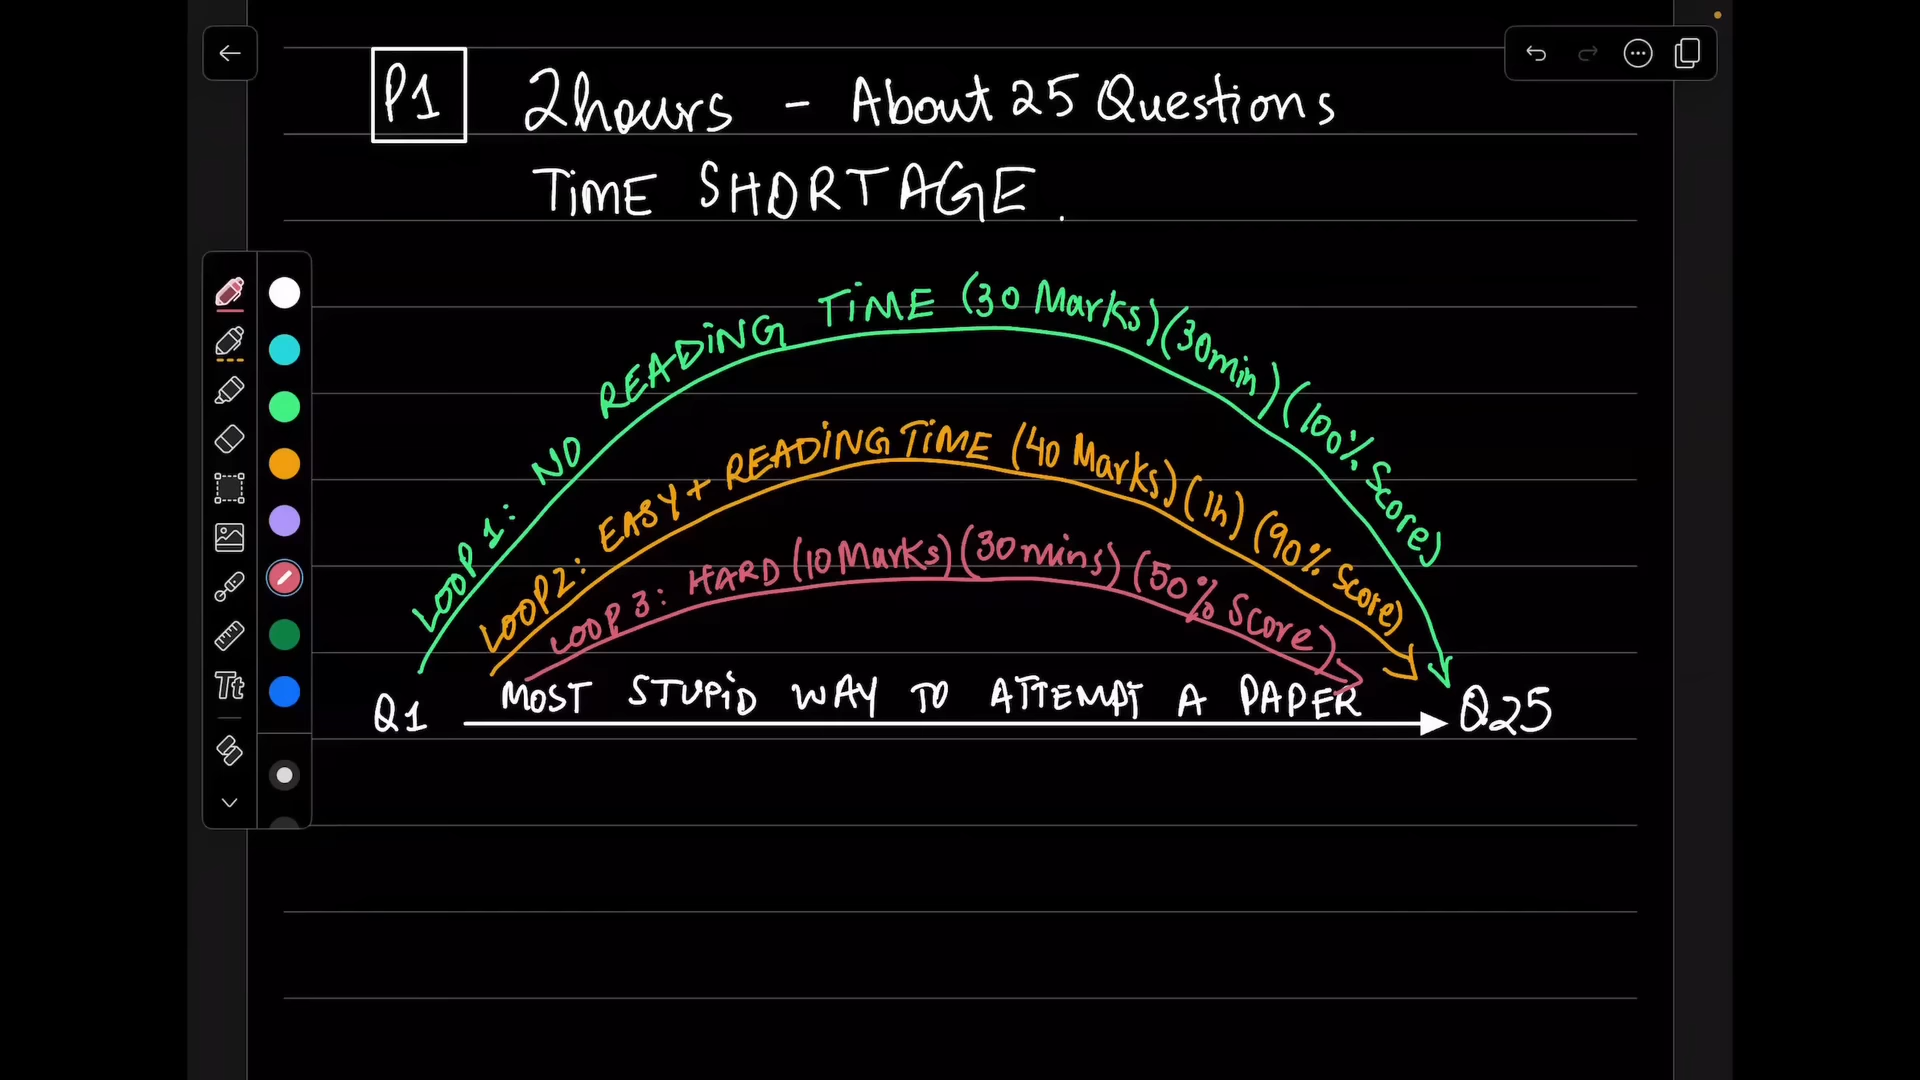 P1 2hours - About 25 Questions
TiME SHORTAGE.
LOOP 1: NO READiNG TiME (30 Marks) (30min) (100% Score)
LOOP2: EASY + READiNG TiME (40 Marks) (1h) (90% Score)
LOOP 3: HARD (10 Marks) (30mins) (50% Score)
MOST STUPiD WAY TO ATTEMPT A PAPER
Q1 Q25
Tt